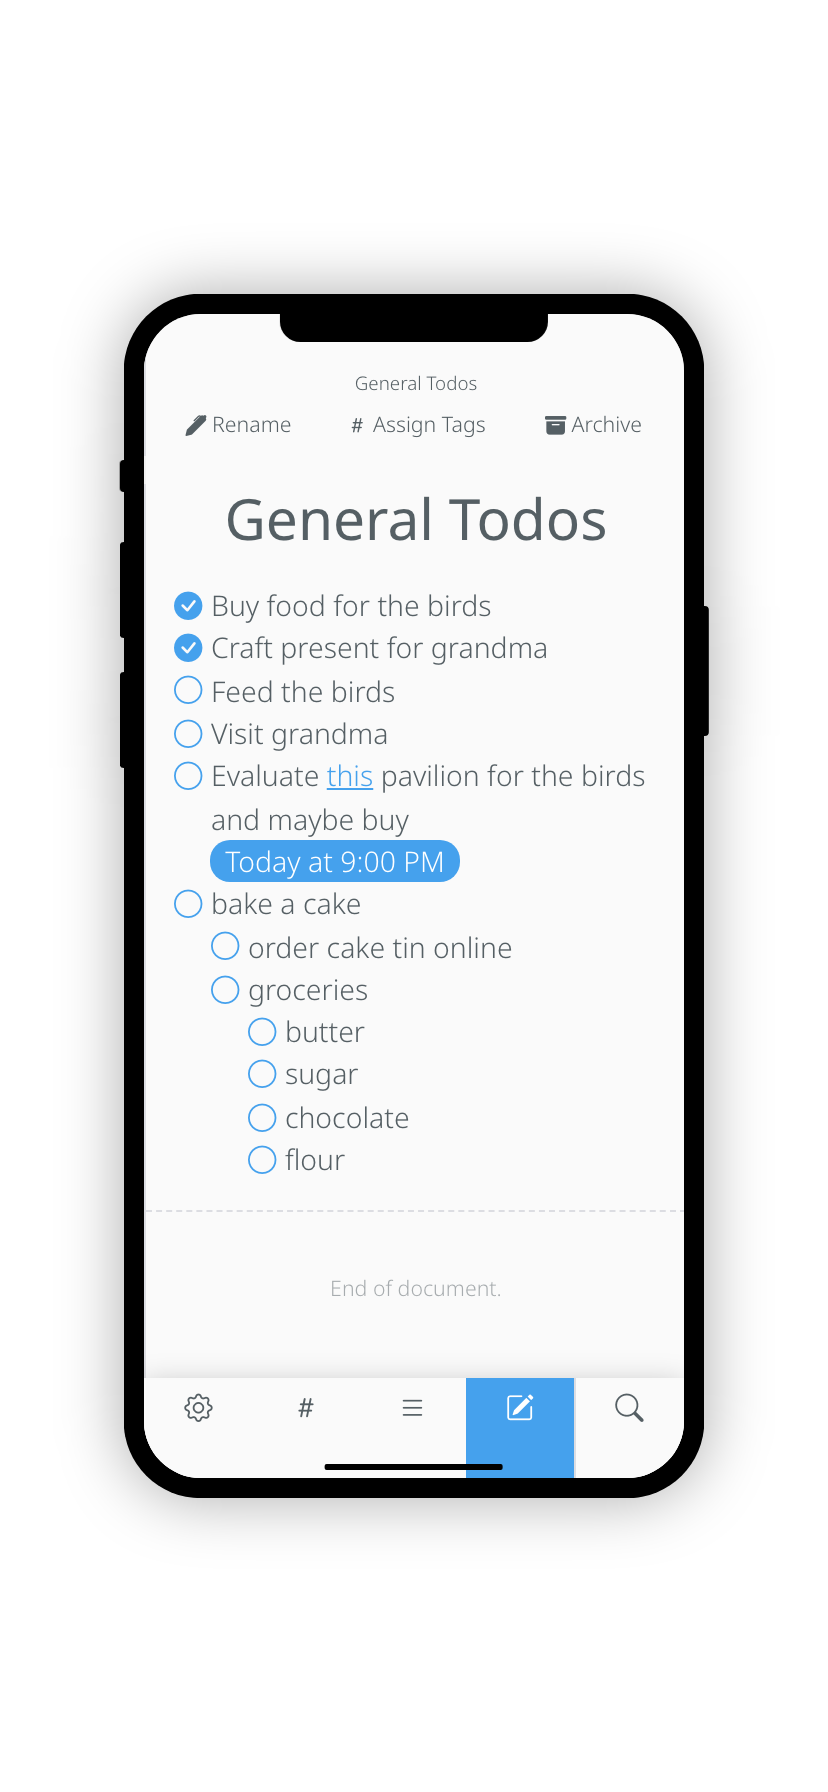 General Todos
Rename # Assign Tags Archive
General Todos
Buy food for the birds
Craft present for grandma
Feed the birds
Visit grandma
Evaluate this pavilion for the birds
and maybe buy
Today at 9:00 PM
bake a cake
order cake tin online
groceries
butter
sugar
chocolate
flour
End of document.
#